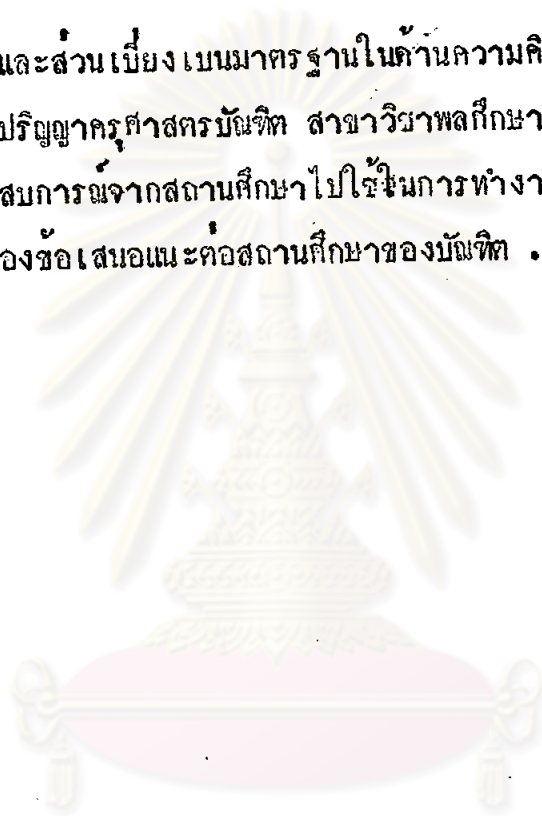 และส่วนเบี่ยงเบนมาตรฐานในด้านความคิ
ปริญญาครุศาสตรบัณฑิต สาขาวิชาพลศึกษา
สบการณ์จากสถานศึกษาไปใช้ในการทำงา
องข้อเสนอแนะต่อสถานศึกษาของบัณฑิต .